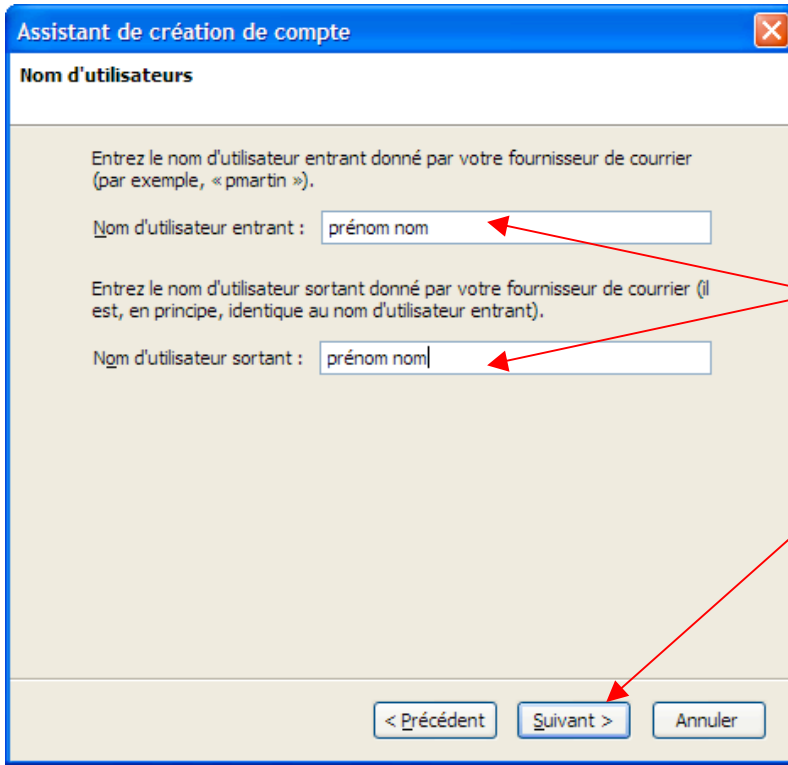 Assistant de création de compte
Nom d'utilisateurs
Entrez le nom d'utilisateur entrant donné par votre fournisseur de courrier
(par exemple, « pmartin »).
Nom d'utilisateur entrant : prénom nom
Entrez le nom d'utilisateur sortant donné par votre fournisseur de courrier (il
est, en principe, identique au nom d'utilisateur entrant).
Nom d'utilisateur sortant : prénom nom
< Précédent Suivant > Annuler